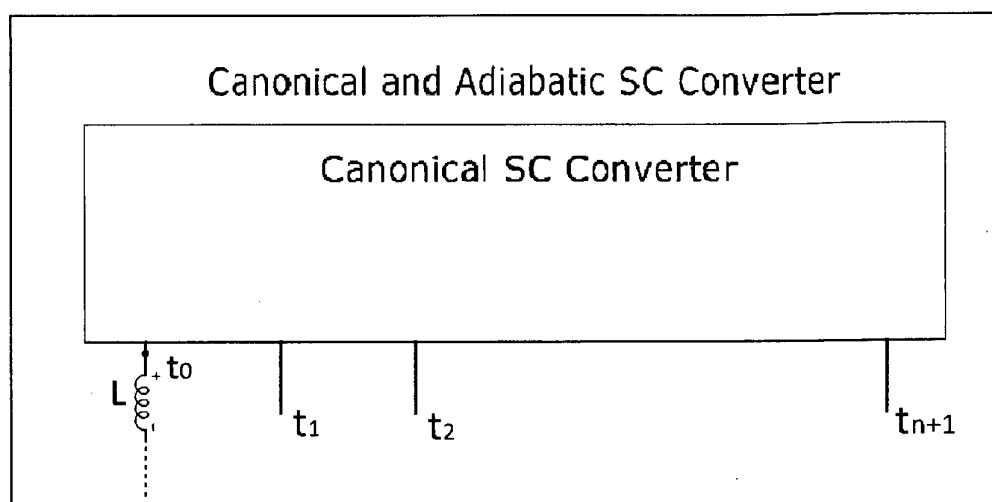 Canonical and Adiabatic SC Converter
Canonical SC Converter
t0
L
t1
t2
tn+1